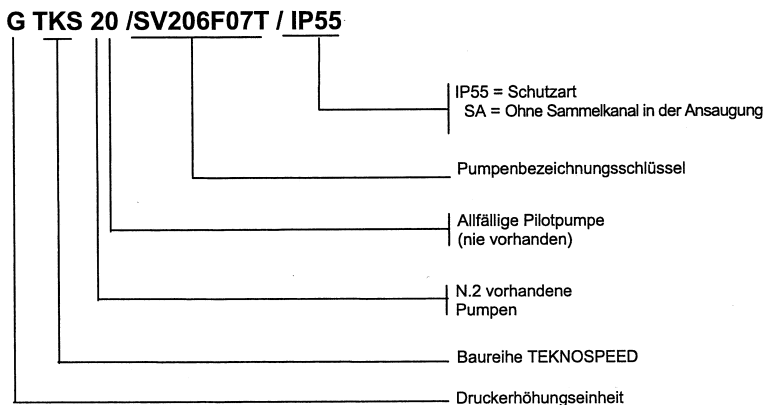 G TKS 20 /SV206F07T / IP55
IP55 = Schutzart
SA = Ohne Sammelkanal in der Ansaugung
Pumpenbezeichnungsschlüssel
Allfällige Pilotpumpe
(nie vorhanden)
N.2 vorhandene
Pumpen
Baureihe TEKNOSPEED
Druckerhöhungseinheit